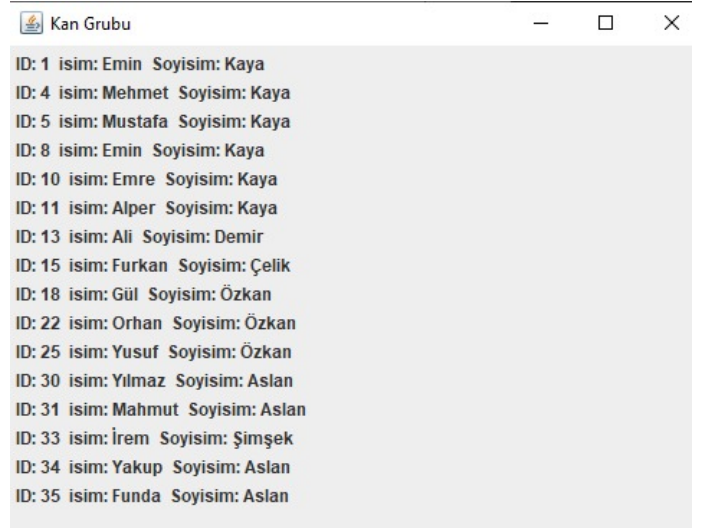 Kan Grubu
ID: 1 isim: Emin Soyisim: Kaya
ID: 4 isim: Mehmet Soyisim: Kaya
ID: 5 isim: Mustafa Soyisim: Kaya
ID: 8 isim: Emin Soyisim: Kaya
ID: 10 isim: Emre Soyisim: Kaya
ID: 11 isim: Alper Soyisim: Kaya
ID: 13 isim: Ali Soyisim: Demir
ID: 15 isim: Furkan Soyisim: Çelik
ID: 18 isim: Gül Soyisim: Özkan
ID: 22 isim: Orhan Soyisim: Özkan
ID: 25 isim: Yusuf Soyisim: Özkan
ID: 30 isim: Yılmaz Soyisim: Aslan
ID: 31 isim: Mahmut Soyisim: Aslan
ID: 33 isim: İrem Soyisim: Şimşek
ID: 34 isim: Yakup Soyisim: Aslan
ID: 35 isim: Funda Soyisim: Aslan